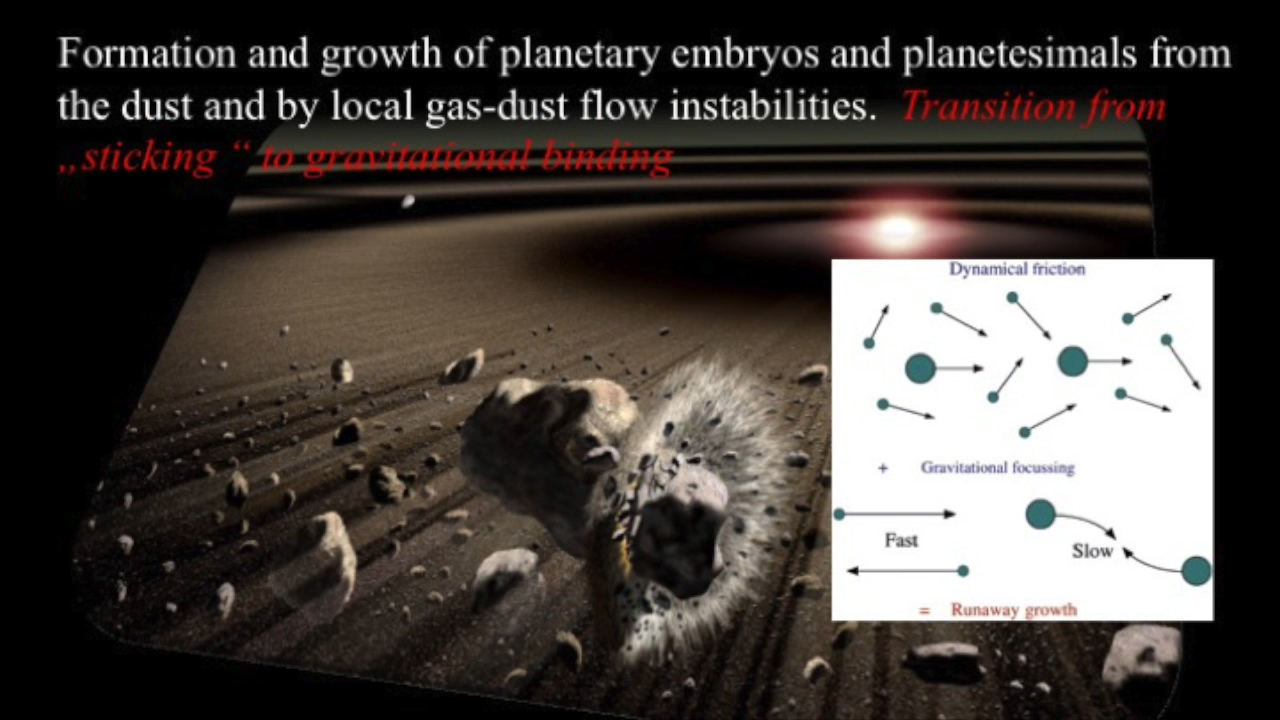 Formation and growth of planetary embryos and planetesimals from
the dust and by local gas-dust flow instabilities. Transition from
„sticking “ to gravitational binding
Dynamical friction
+ Gravitational focussing
Fast
Slow
= Runaway growth